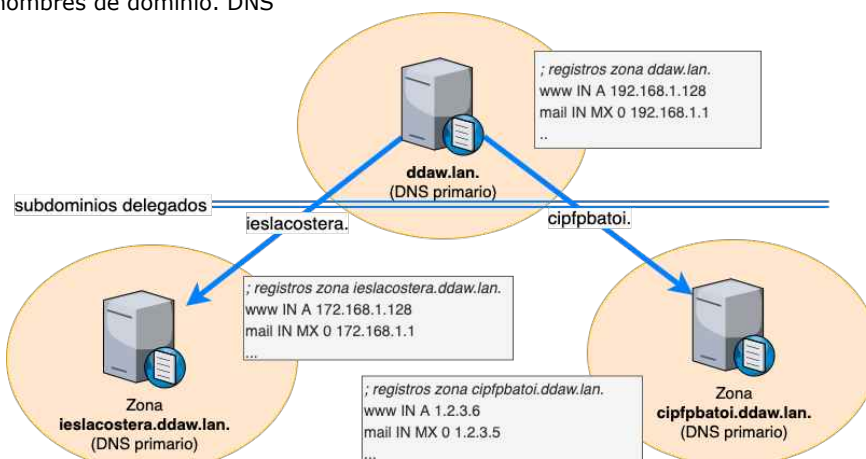 nombres de dominio. DNS
; registros zona ddaw.lan.
www IN A 192.168.1.128
mail IN MX 0 192.168.1.1
..
ddaw.lan.
(DNS primario)
subdominios delegados
ieslacostera.
cipfpbatoi.
; registros zona ieslacostera.ddaw.lan.
www IN A 172.168.1.128
mail IN MX 0 172.168.1.1
...
Zona
ieslacostera.ddaw.lan.
(DNS primario)
; registros zona cipfpbatoi.ddaw.lan.
www IN A 1.2.3.6
mail IN MX 0 1.2.3.5
...
Zona
cipfpbatoi.ddaw.lan.
(DNS primario)